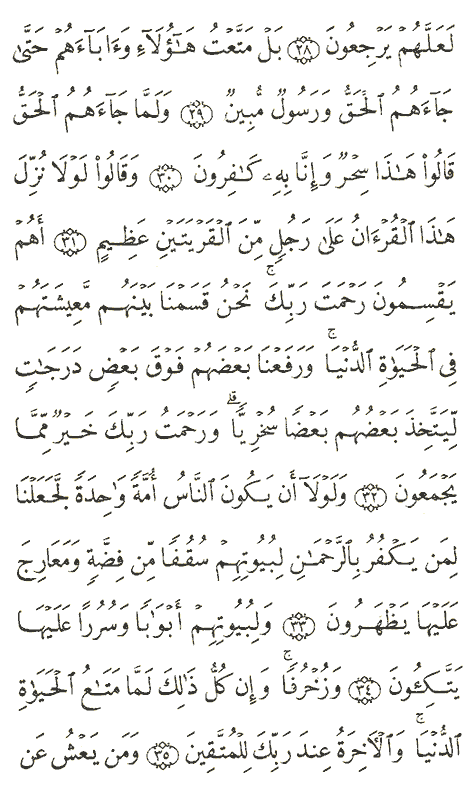 لَعَلَّهُمْ يَرْجِعُونَ ٢٨ بَلْ مَتَّعْتُ هَٰٓؤُلَآءِ وَءَابَآءَهُمْ حَتَّىٰ
جَآءَهُمُ ٱلْحَقُّ وَرَسُولٌ مُّبِينٌ ٢٩ وَلَمَّا جَآءَهُمُ ٱلْحَقُّ
قَالُوا۟ هَٰذَا سِحْرٌ وَإِنَّا بِهِۦ كَٰفِرُونَ ٣٠ وَقَالُوا۟ لَوْلَا نُزِّلَ
هَٰذَا ٱلْقُرْءَانُ عَلَىٰ رَجُلٍ مِّنَ ٱلْقَرْيَتَيْنِ عَظِيمٍ ٣١ أَهُمْ
يَقْسِمُونَ رَحْمَتَ رَبِّكَ ۚ نَحْنُ قَسَمْنَا بَيْنَهُم مَّعِيشَتَهُمْ
فِى ٱلْحَيَوٰةِ ٱلدُّنْيَا ۚ وَرَفَعْنَا بَعْضَهُمْ فَوْقَ بَعْضٍ دَرَجَٰتٍ
لِّيَتَّخِذَ بَعْضُهُم بَعْضًا سُخْرِيًّا ۗ وَرَحْمَتُ رَبِّكَ خَيْرٌ مِّمَّا
يَجْمَعُونَ ٣٢ وَلَوْلَآ أَن يَكُونَ ٱلنَّاسُ أُمَّةً وَٰحِدَةً لَّجَعَلْنَا
لِمَن يَكْفُرُ بِٱلرَّحْمَٰنِ لِبُيُوتِهِمْ سُقُفًا مِّن فِضَّةٍ وَمَعَارِجَ
عَلَيْهَا يَظْهَرُونَ ٣٣ وَلِبُيُوتِهِمْ أَبْوَٰبًا وَسُرُرًا عَلَيْهَا
يَتَّكِـُٔونَ ٣٤ وَزُخْرُفًا ۚ وَإِن كُلُّ ذَٰلِكَ لَمَّا مَتَٰعُ ٱلْحَيَوٰةِ
ٱلدُّنْيَا ۚ وَٱلْءَاخِرَةُ عِندَ رَبِّكَ لِلْمُتَّقِينَ ٣٥ وَمَن يَعْشُ عَن